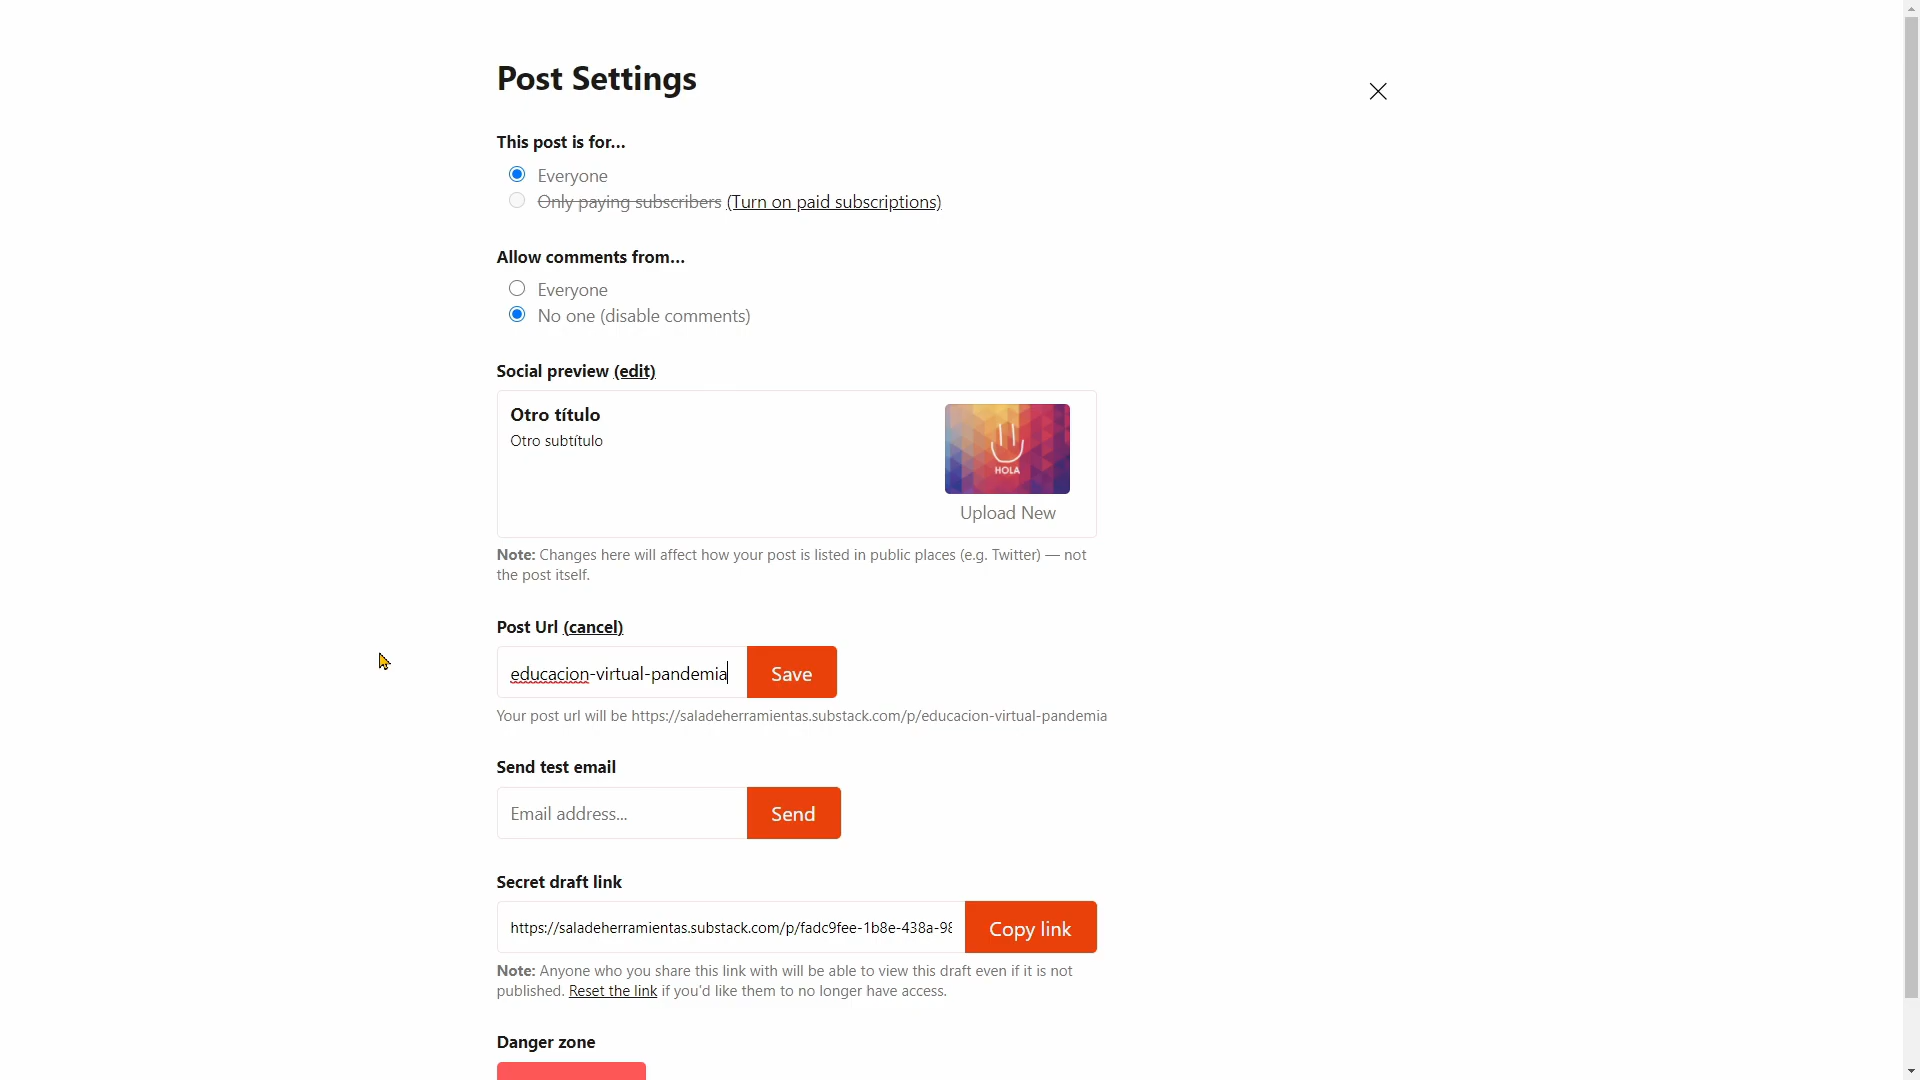 Post Settings
This post is for...
Everyone
Only paying subscribers (Turn on paid subscriptions)
Allow comments from...
Everyone
No one (disable comments)
Social preview (edit)
Otro título
Otro subtítulo
HOLA
Upload New
Note: Changes here will affect how your post is listed in public places (e.g. Twitter) — not
the post itself.
Post Url (cancel)
educacion-virtual-pandemia
Save
Your post url will be https://saladeherramientas.substack.com/p/educacion-virtual-pandemia
Send test email
Email address...
Send
Secret draft link
https://saladeherramientas.substack.com/p/fadc9fee-1b8e-438a-98
Copy link
Note: Anyone who you share this link with will be able to view this draft even if it is not
published. Reset the link if you'd like them to no longer have access.
Danger zone